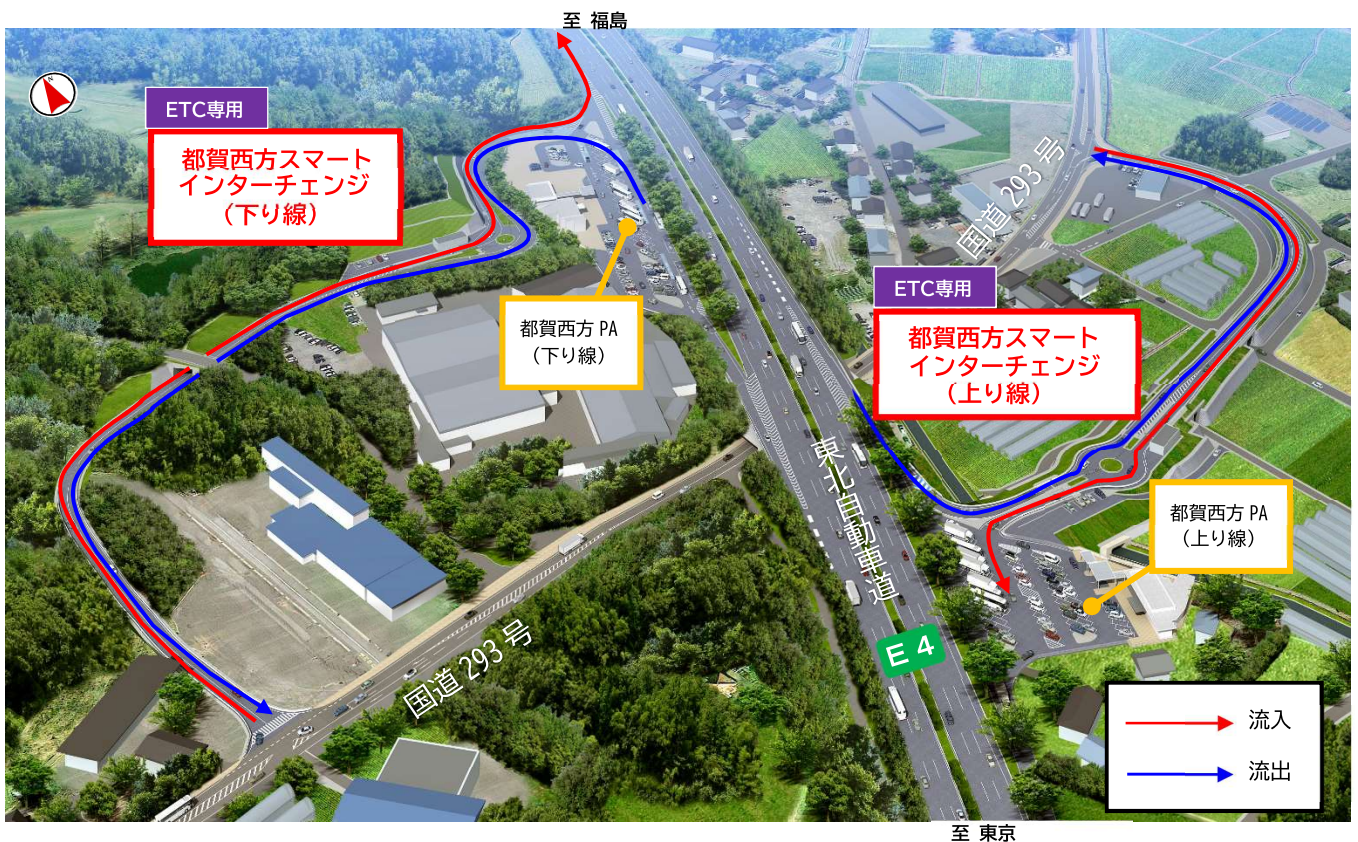 至 福島
N
ETC専用
都賀西方スマート
インターチェンジ
(下り線)
都賀西方 PA
(下り線)
国道 293 号
ETC専用
都賀西方スマート
インターチェンジ
(上り線)
都賀西方 PA
(上り線)
東北自動車道
E4
国道 293 号
流入
流出
至 東京